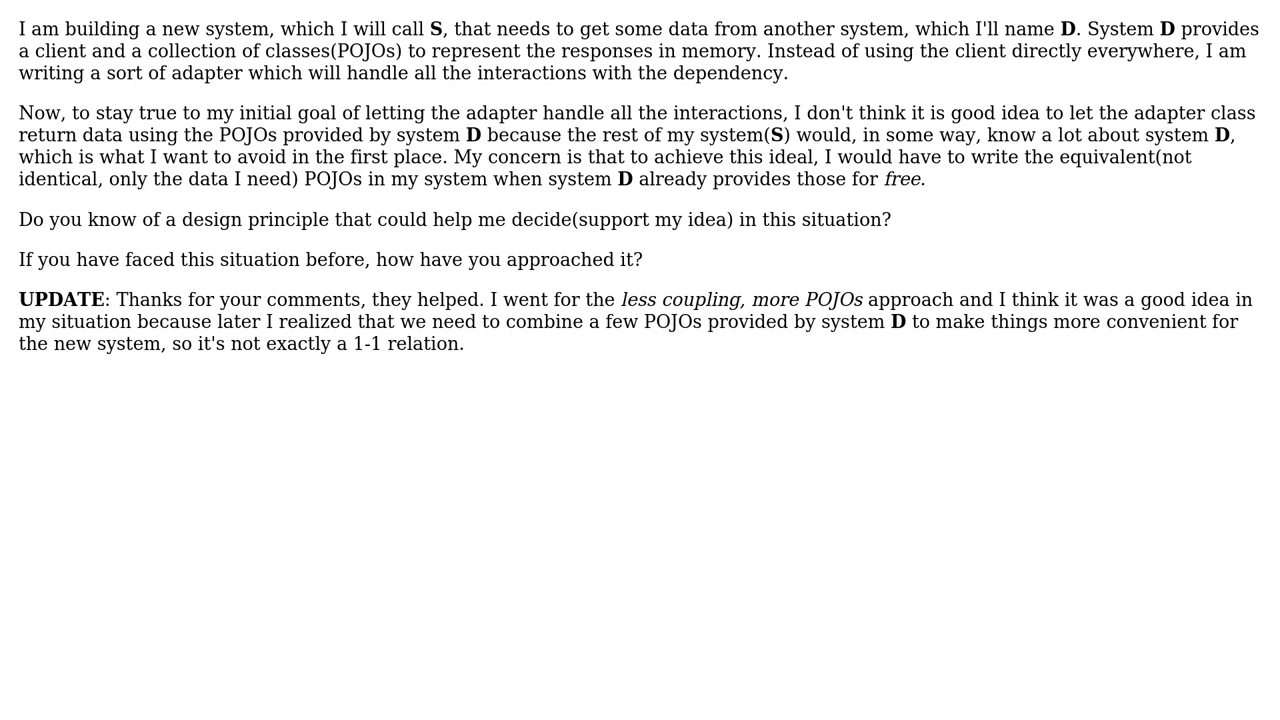 I am building a new system, which I will call S, that needs to get some data from another system, which I'll name D. System D provides
a client and a collection of classes(POJOs) to represent the responses in memory. Instead of using the client directly everywhere, I am
writing a sort of adapter which will handle all the interactions with the dependency.
Now, to stay true to my initial goal of letting the adapter handle all the interactions, I don't think it is good idea to let the adapter class
return data using the POJOs provided by system D because the rest of my system(S) would, in some way, know a lot about system D,
which is what I want to avoid in the first place. My concern is that to achieve this ideal, I would have to write the equivalent(not
identical, only the data I need) POJOs in my system when system D already provides those for free.
Do you know of a design principle that could help me decide(support my idea) in this situation?
If you have faced this situation before, how have you approached it?
UPDATE: Thanks for your comments, they helped. I went for the less coupling, more POJOs approach and I think it was a good idea in
my situation because later I realized that we need to combine a few POJOs provided by system D to make things more convenient for
the new system, so it's not exactly a 1-1 relation.